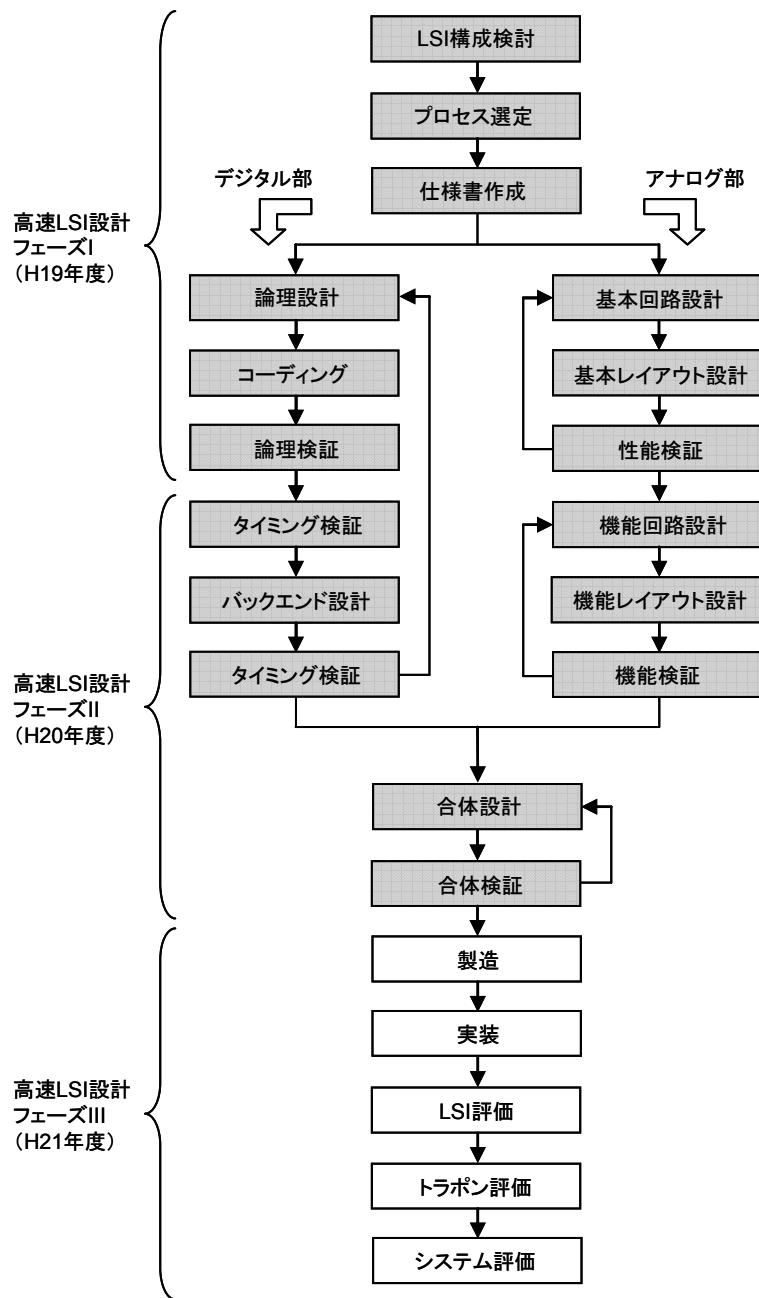 LSI構成検討
プロセス選定
仕様書作成
デジタル部
アナログ部
高速LSI設計
フェーズI
（H19年度）
論理設計
コーディング
論理検証
基本回路設計
基本レイアウト設計
性能検証
高速LSI設計
フェーズII
（H20年度）
タイミング検証
バックエンド設計
タイミング検証
機能回路設計
機能レイアウト設計
機能検証
合体設計
合体検証
高速LSI設計
フェーズIII
（H21年度）
製造
実装
LSI評価
トラポン評価
システム評価